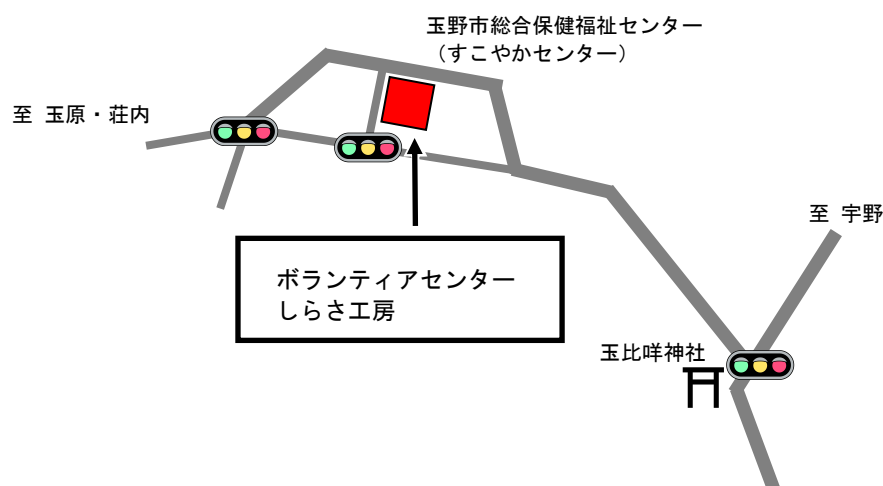 玉野市総合保健福祉センター
（すこやかセンター）
至 玉原・荘内
至 宇野
ボランティアセンター
しらさ工房
玉比咩神社